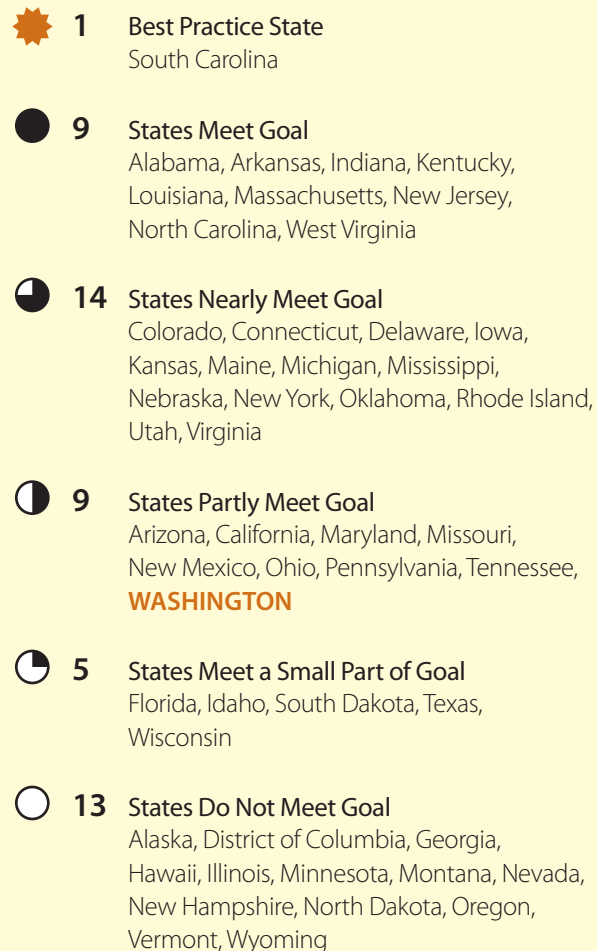 1 Best Practice State
South Carolina
9 States Meet Goal
Alabama, Arkansas, Indiana, Kentucky,
Louisiana, Massachusetts, New Jersey,
North Carolina, West Virginia
14 States Nearly Meet Goal
Colorado, Connecticut, Delaware, Iowa,
Kansas, Maine, Michigan, Mississippi,
Nebraska, New York, Oklahoma, Rhode Island,
Utah, Virginia
9 States Partly Meet Goal
Arizona, California, Maryland, Missouri,
New Mexico, Ohio, Pennsylvania, Tennessee,
WASHINGTON
5 States Meet a Small Part of Goal
Florida, Idaho, South Dakota, Texas,
Wisconsin
13 States Do Not Meet Goal
Alaska, District of Columbia, Georgia,
Hawaii, Illinois, Minnesota, Montana, Nevada,
New Hampshire, North Dakota, Oregon,
Vermont, Wyoming